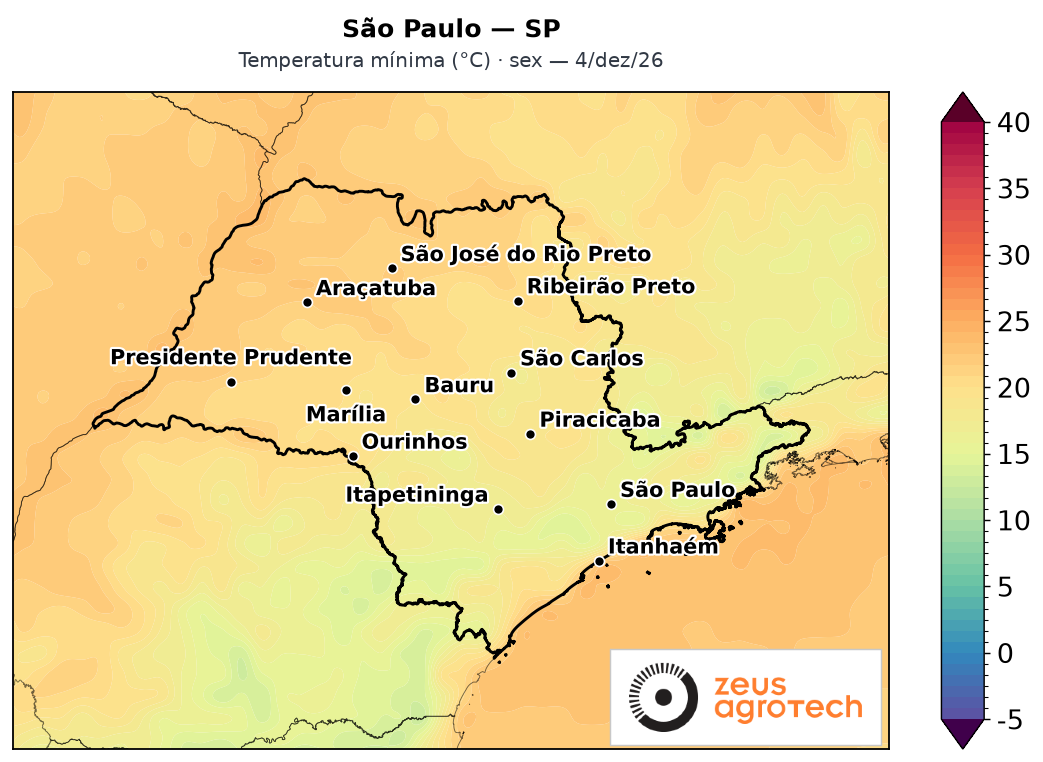 São Paulo — SP
Temperatura mínima (°C) · sex — 4/dez/26
São José do Rio Preto
Araçatuba
Ribeirão Preto
Presidente Prudente
São Carlos
Bauru
Marília
Piracicaba
Ourinhos
Itapetininga
São Paulo
Itanhaém
40
35
30
25
20
15
10
5
0
-5
zeus
agrotech